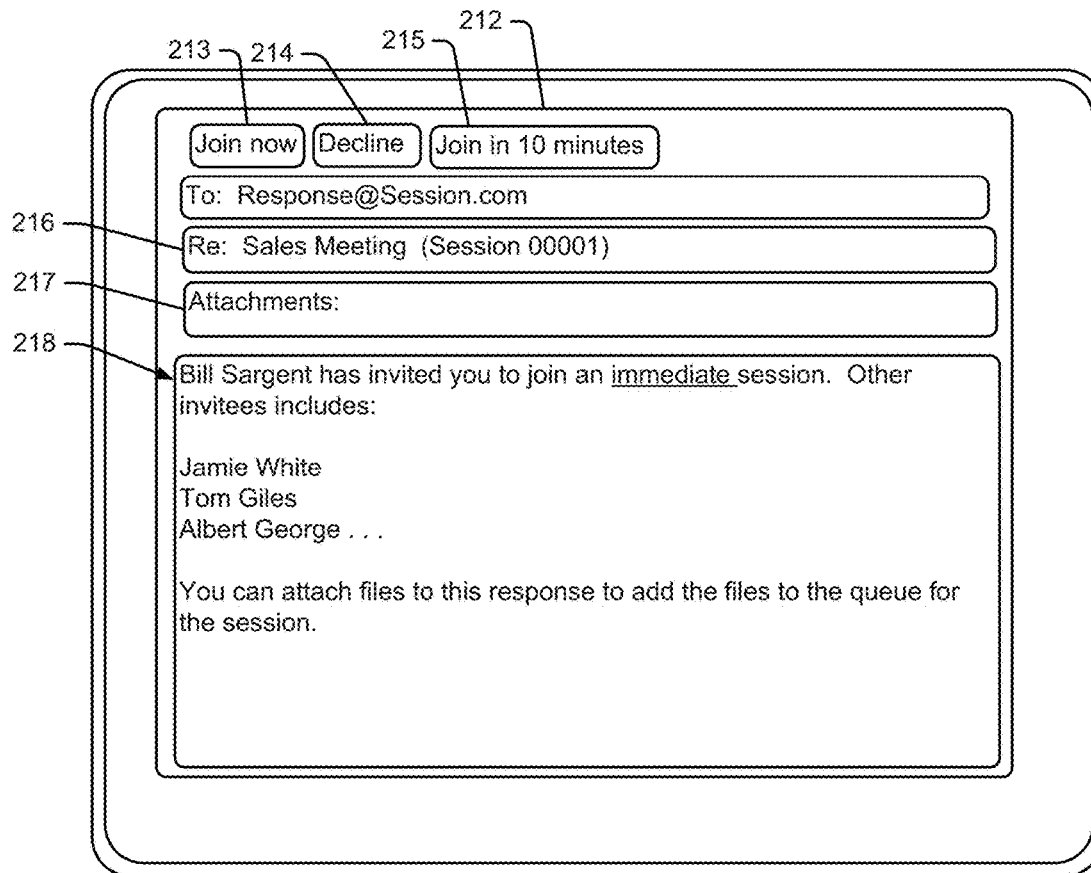 213 214 215 212
Join now Decline Join in 10 minutes
To: Response@Session.com
216
Re: Sales Meeting (Session 00001)
217
Attachments:
218
Bill Sargent has invited you to join an immediate session. Other
invitees includes:
Jamie White
Tom Giles
Albert George . . .
You can attach files to this response to add the files to the queue for
the session.